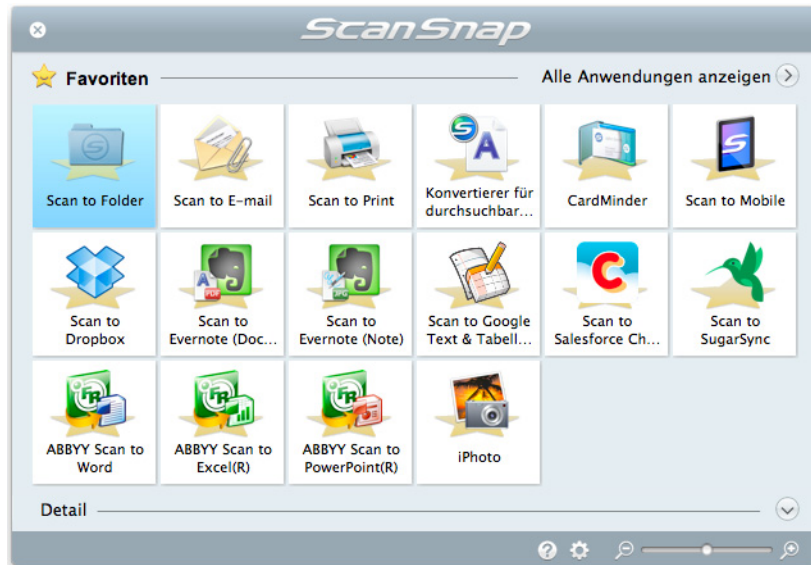 ScanSnap
Favoriten
Alle Anwendungen anzeigen
Scan to Folder
Scan to E-mail
Scan to Print
Konvertierer für
durchsuchbar...
CardMinder
Scan to Mobile
Scan to
Dropbox
Scan to
Evernote (Doc...
Scan to
Evernote (Note)
Scan to Google
Text & Tabell...
Scan to
Salesforce Ch...
Scan to
SugarSync
ABBYY Scan to
Word
ABBYY Scan to
Excel(R)
ABBYY Scan to
PowerPoint(R)
iPhoto
Detail